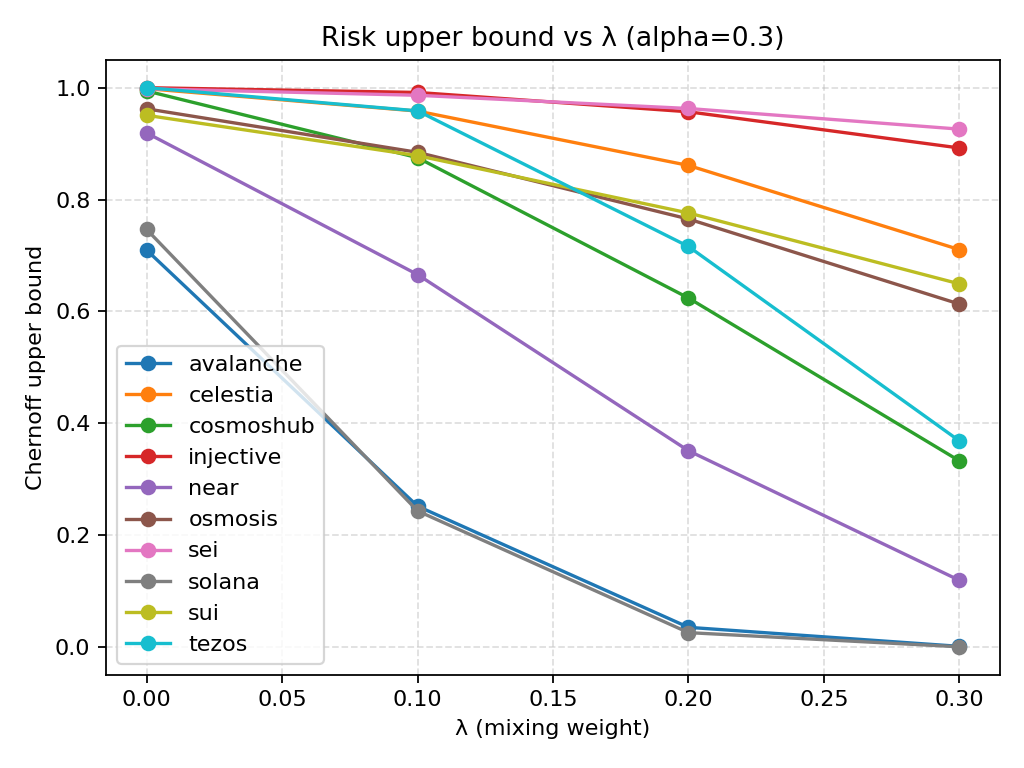 Risk upper bound vs λ (alpha=0.3)
Chernoff upper bound
1.0
0.8
0.6
0.4
0.2
0.0
avalanche
celestia
cosmoshub
injective
near
osmosis
sei
solana
sui
tezos
0.00 0.05 0.10 0.15 0.20 0.25 0.30
λ (mixing weight)